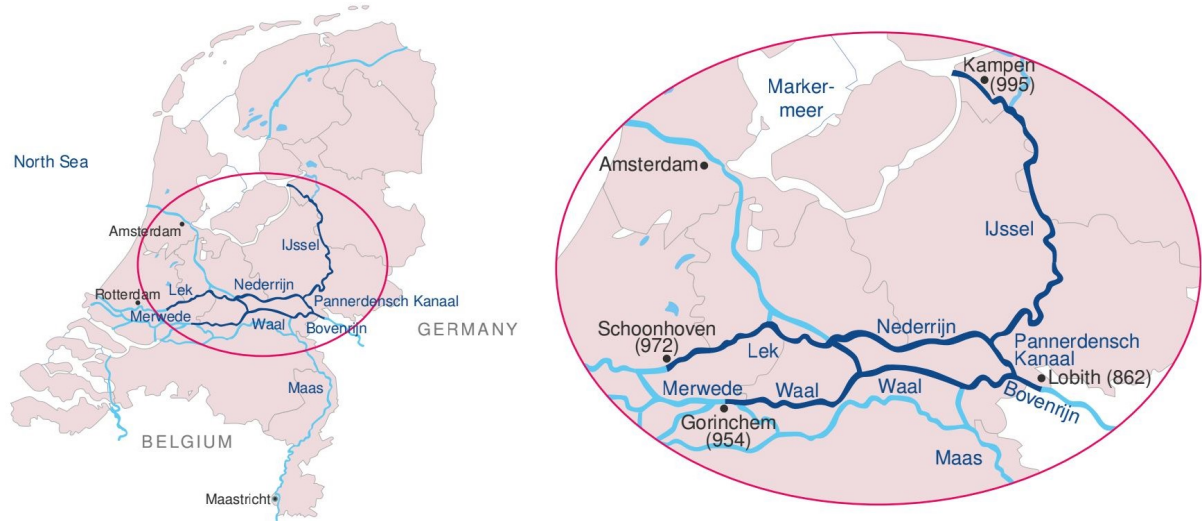 North Sea
Amsterdam
IJssel
Rotterdam
Lek
Nederrijn
Pannerdensch Kanaal
Merwede
Waal
Bovenrijn
GERMANY
Maas
BELGIUM
Maastricht
Kampen
(995)
Marker-
meer
Amsterdam
IJssel
Schoonhoven
(972)
Nederrijn
Lek
Pannerdensch
Kanaal
Lobith (862)
Merwede
Waal
Waal
Bovenrijn
Gorinchem
(954)
Maas